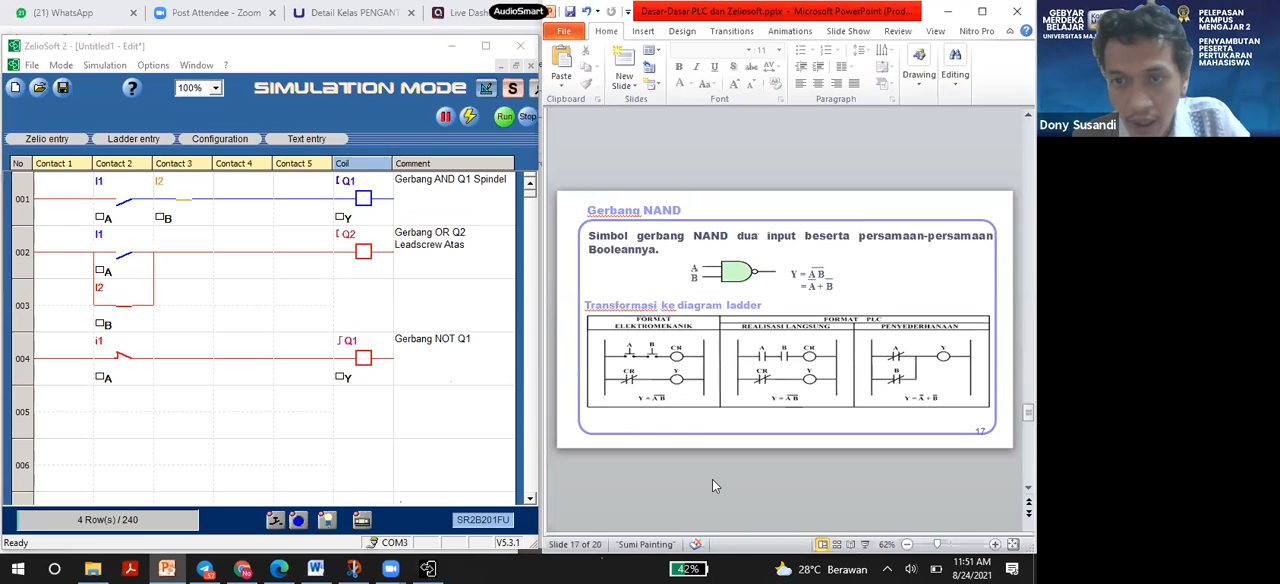 (21) WhatsApp
Post Attendee - Zoom
Detail Kelas PENGANT
Live Dash
AudioSmart
ZelioSoft 2 - [Untitled1 - Edit*]
File Mode Simulation Options Window ?
100%
SIMULATION MODE
S
Run Stop
Zelio entry Ladder entry Configuration Text entry
No Contact 1 Contact 2 Contact 3 Contact 4 Contact 5 Coil Comment
I1 I2 [ Q1 Gerbang AND Q1 Spindel
001
A B Y
I1 [ Q2 Gerbang OR Q2
Leadscrew Atas
002
A
I2
003
B
i1 ∫ Q1 Gerbang NOT Q1
004
A Y
005
006
4 Row(s) / 240
SR2B201FU
Ready COM3 V5.3.1
Dasar-Dasar PLC dan Zeliosoft.pptx - Microsoft PowerPoint (Prod...
File Home Insert Design Transitions Animations Slide Show Review View Nitro Pro
Paste
New
Slide
11
Drawing
Editing
Clipboard Slides Font Paragraph
Gerbang NAND
Simbol gerbang NAND dua input beserta persamaan-persamaan
Booleannya.
A
B
Y = A̅ B̅
= A̅ + B̅
Transformasi ke diagram ladder
FORMAT
ELEKTROMEKANIK
FORMAT PLC
REALISASI LANGSUNG
PENYEDERHANAAN
A B CR
CR Y
Y = A̅B̅
A B CR
CR Y
Y = A̅B̅
A Y
B
Y = A̅ + B̅
17
Slide 17 of 20 "Sumi Painting" 62%
GEBYAR
MERDEKA
BELAJAR
UNIVERSITAS
PELEPASAN
KAMPUS
MENGAJAR 2
PENYAMBUTAN
PESERTA
PERTUKARAN
MAHASISWA
Dony Susandi
42%
28°C Berawan
11:51 AM
8/24/2021